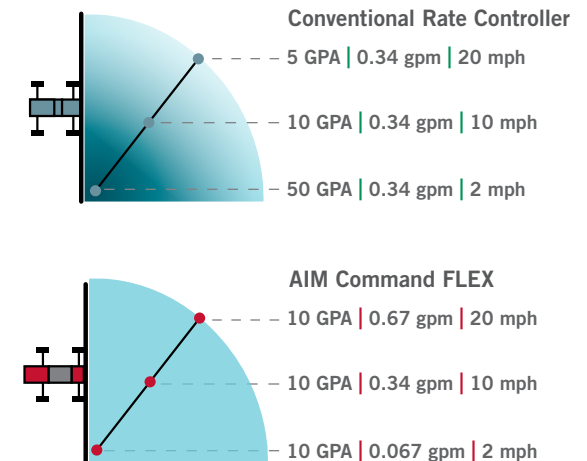 Conventional Rate Controller
5 GPA | 0.34 gpm | 20 mph
10 GPA | 0.34 gpm | 10 mph
50 GPA | 0.34 gpm | 2 mph
AIM Command FLEX
10 GPA | 0.67 gpm | 20 mph
10 GPA | 0.34 gpm | 10 mph
10 GPA | 0.067 gpm | 2 mph